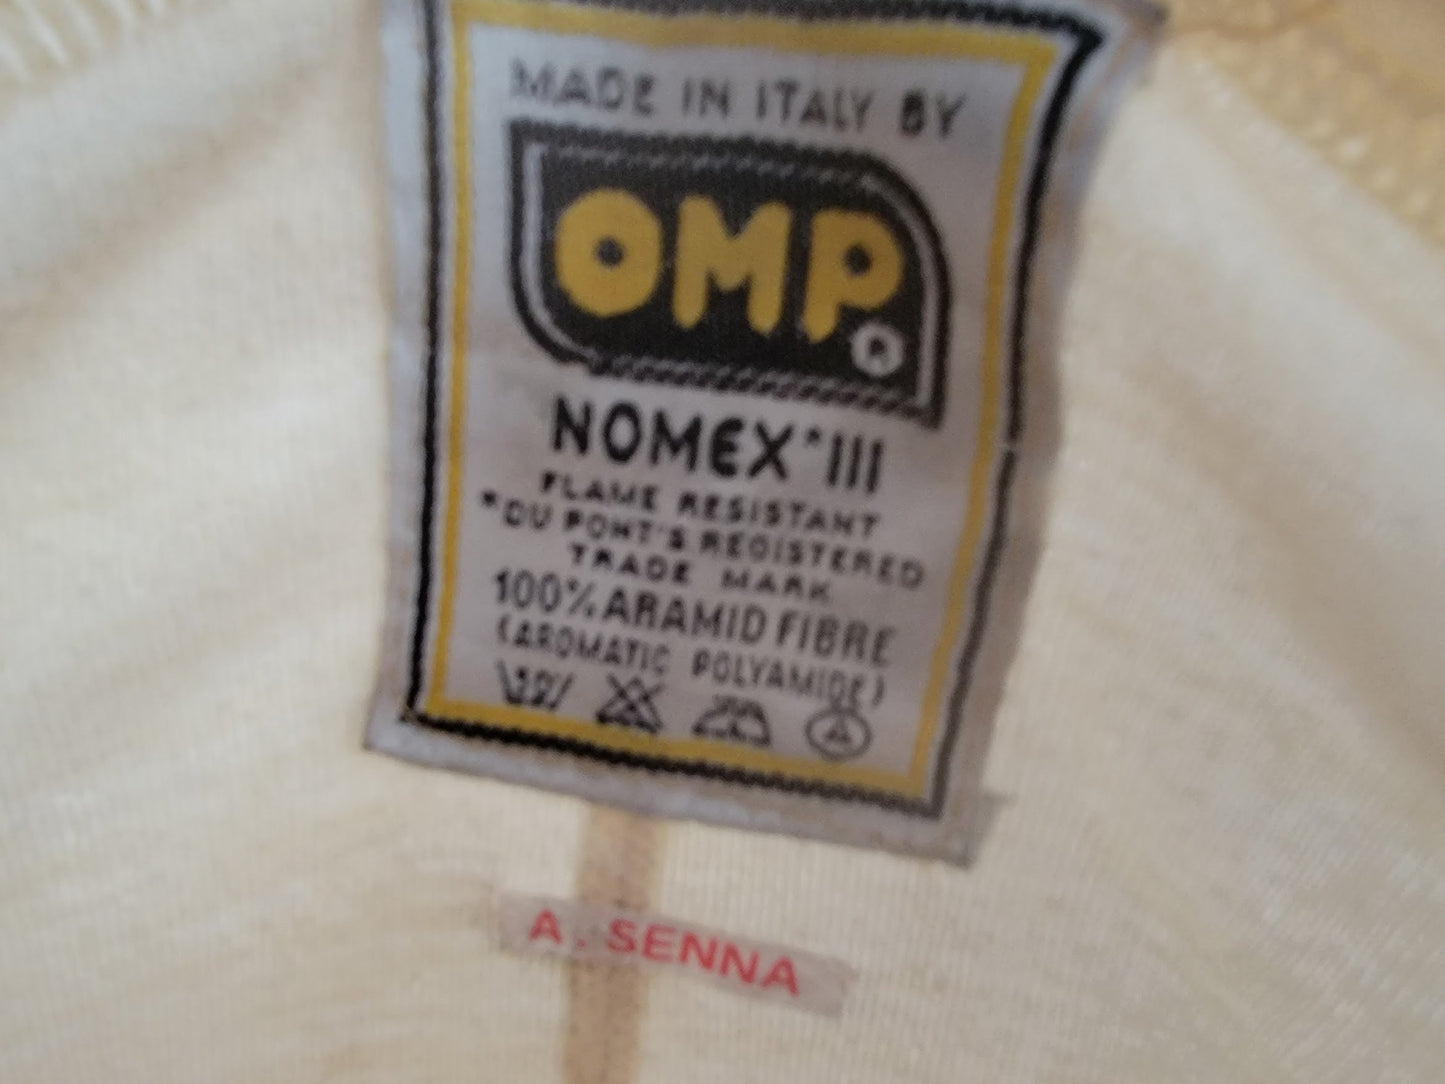 MADE IN ITALY BY
OMP ®
NOMEX* III
FLAME RESISTANT
*DU PONT'S REGISTERED
TRADE MARK
100% ARAMID FIBRE
(AROMATIC POLYAMIDE)
A
A. SENNA